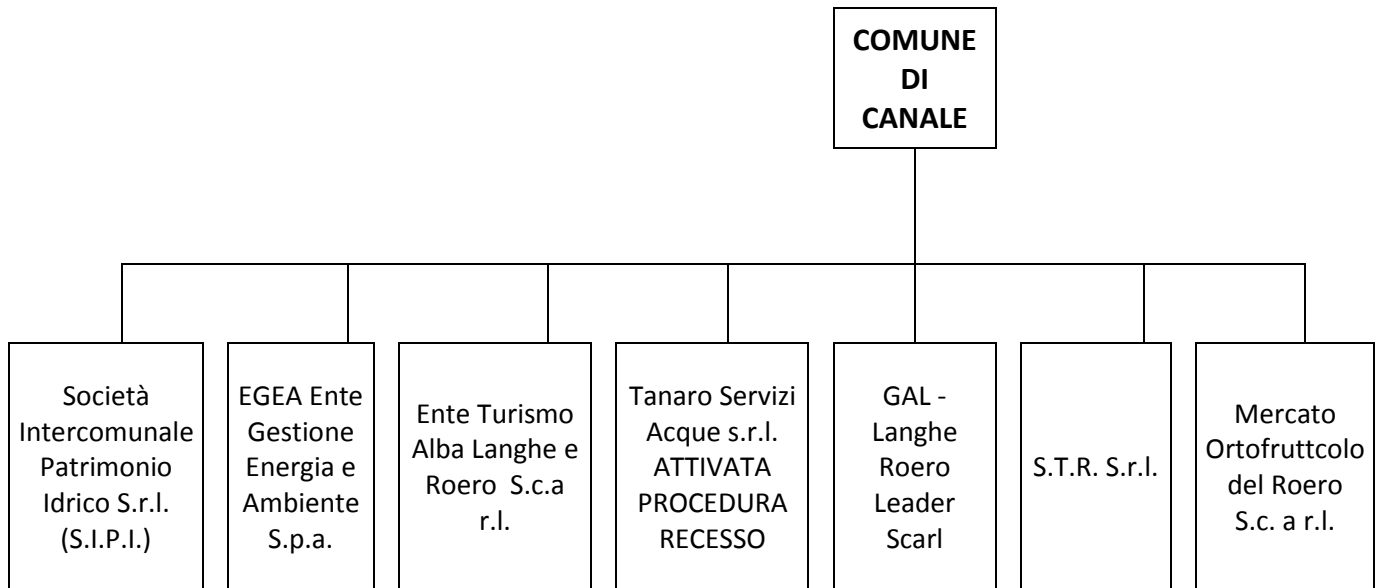 COMUNE
DI
CANALE
Società
Intercomunale
Patrimonio
Idrico S.r.l.
(S.I.P.I.)
EGEA Ente
Gestione
Energia e
Ambiente
S.p.a.
Ente Turismo
Alba Langhe e
Roero S.c.a
r.l.
Tanaro Servizi
Acque s.r.l.
ATTIVATA
PROCEDURA
RECESSO
GAL -
Langhe
Roero
Leader
Scarl
S.T.R. S.r.l.
Mercato
Ortofruttcolo
del Roero
S.c. a r.l.